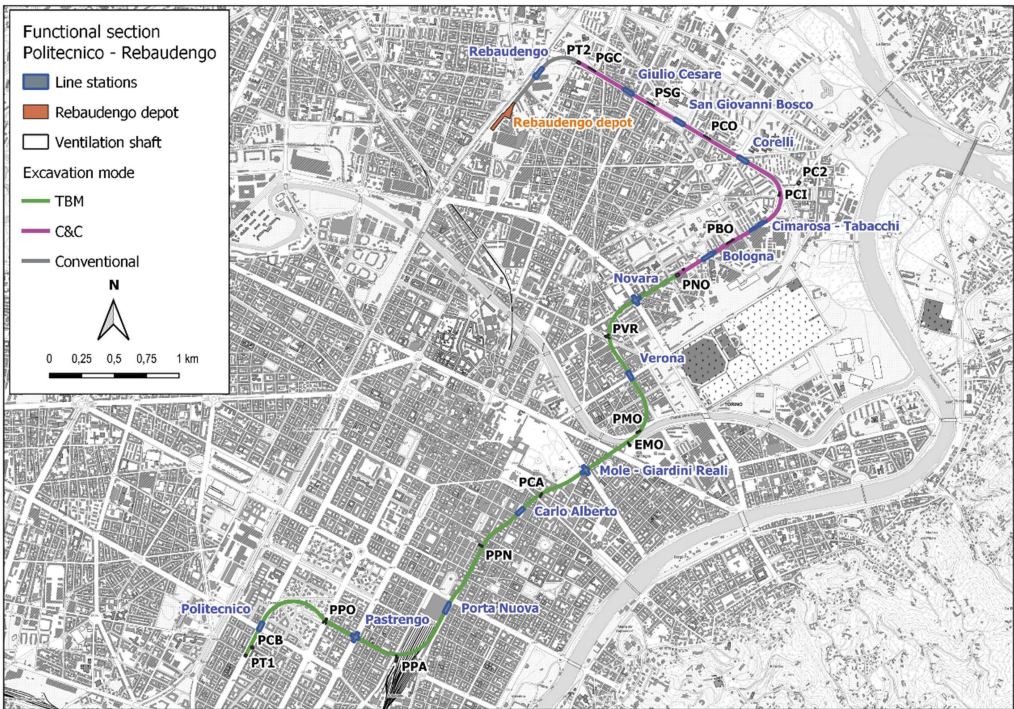 Functional section
Politecnico - Rebaudengo
Line stations
Rebaudengo depot
Ventilation shaft
Excavation mode
TBM
C&C
Conventional
N
0 0,25 0,5 0,75 1 km
Rebaudengo
PT2
PGC
Giulio Cesare
PSG
San Giovanni Bosco
Rebaudengo depot
PCO
Corelli
PC2
PCI
Cimarosa - Tabacchi
PBO
Bologna
Novara
PNO
PVR
Verona
TORINO
PMO
EMO
Mole - Giardini Reali
PCA
Carlo Alberto
PPN
Politecnico
PPO
Porta Nuova
Pastrengo
PCB
PT1
PPA